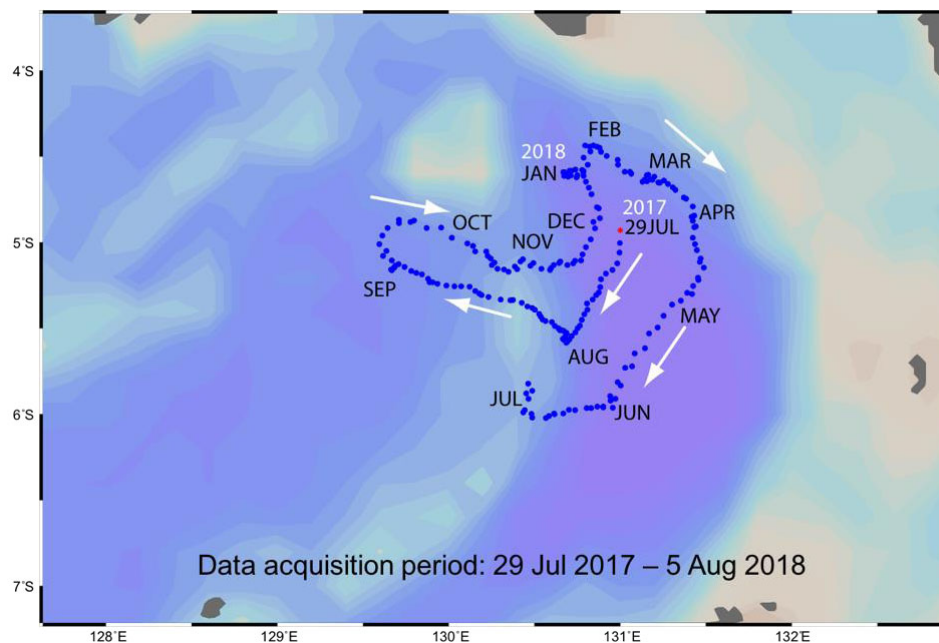 4°S
FEB
2018
MAR
JAN
2017
DEC
29JUL
APR
OCT
5°S
NOV
SEP
MAY
AUG
JUL
JUN
6°S
Data acquisition period: 29 Jul 2017 – 5 Aug 2018
7°S
128°E
129°E
130°E
131°E
132°E